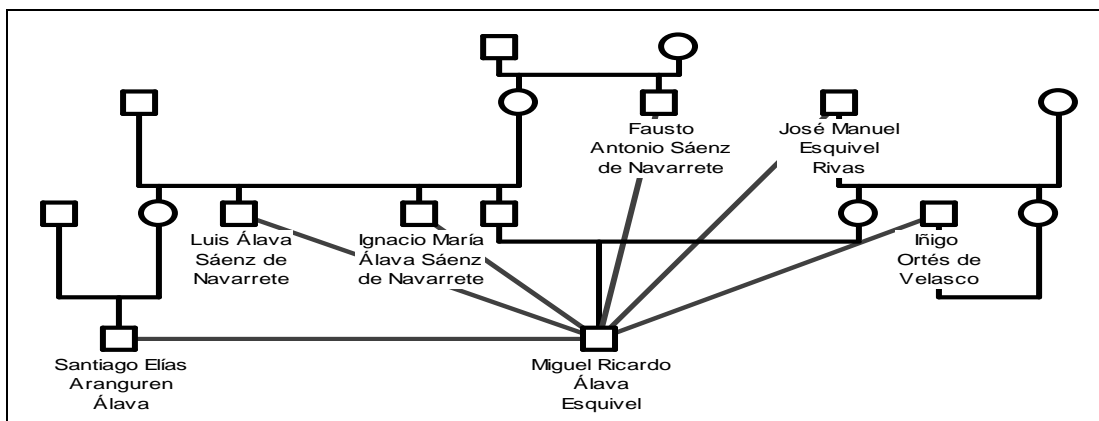 Fausto
Antonio Sáenz
de Navarrete
José Manuel
Esquivel
Rivas
Luis Álava
Sáenz de
Navarrete
Ignacio María
Álava Sáenz
de Navarrete
Iñigo
Ortés de
Velasco
Santiago Elías
Aranguren
Álava
Miguel Ricardo
Álava
Esquivel